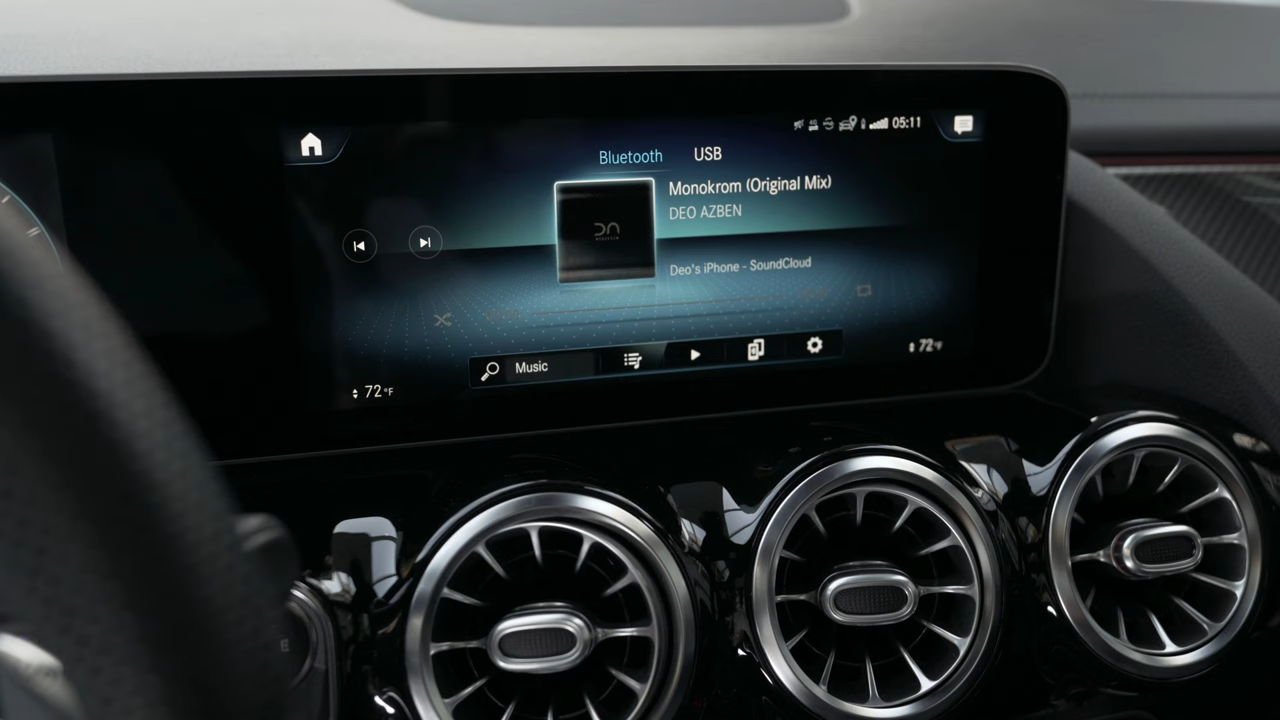 05:11
Bluetooth
USB
Monokrom (Original Mix)
DEO AZBEN
Deo's iPhone - SoundCloud
Music
72°F
72°F